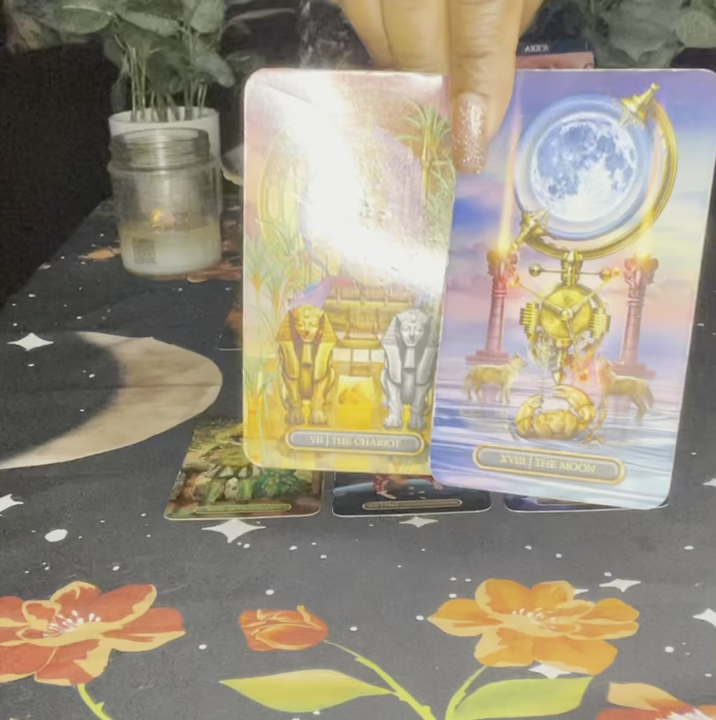 ARIES
VII | THE CHARIOT
XVIII | THE MOON